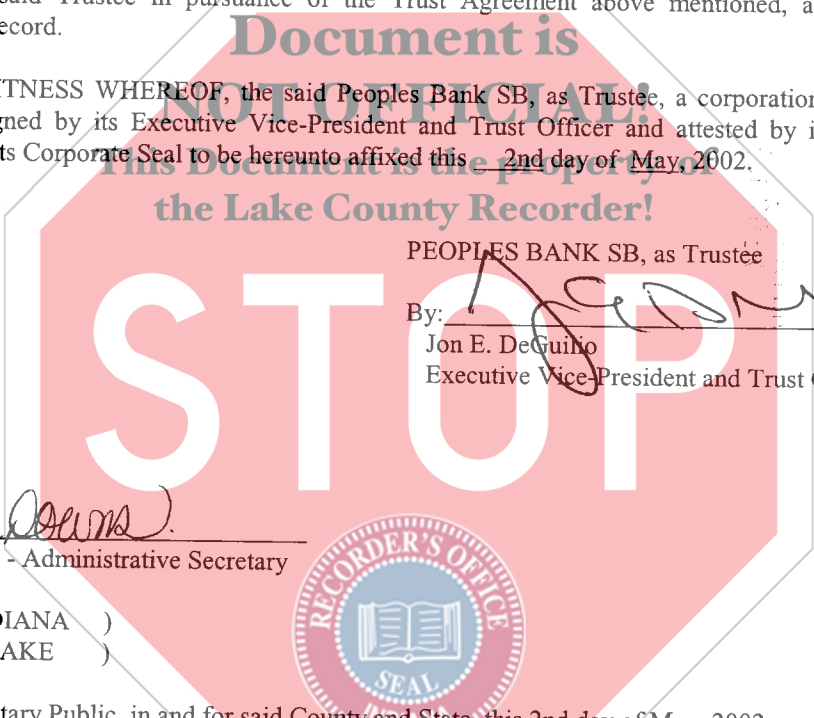 said Trustee in pursuance of the Trust Agreement above mentioned, a
ecord.
Document is
ITNESS WHEREOF, the said Peoples Bank SB, as Trustee, a corporation
NOT OFFICIAL!
gned by its Executive Vice-President and Trust Officer and attested by i
ts Corporate Seal to be hereunto affixed this 2nd day of May, 2002.
This Document is the property of
the Lake County Recorder!
PEOPLES BANK SB, as Trustee
By:
Jon E. DeGuilio
Executive Vice-President and Trust
STOP
Downs.
- Administrative Secretary
DIANA )
AKE )
RECORDER'S OFFICE
SEAL
tary Public, in and for said County and State, this 2nd day of May, 2002